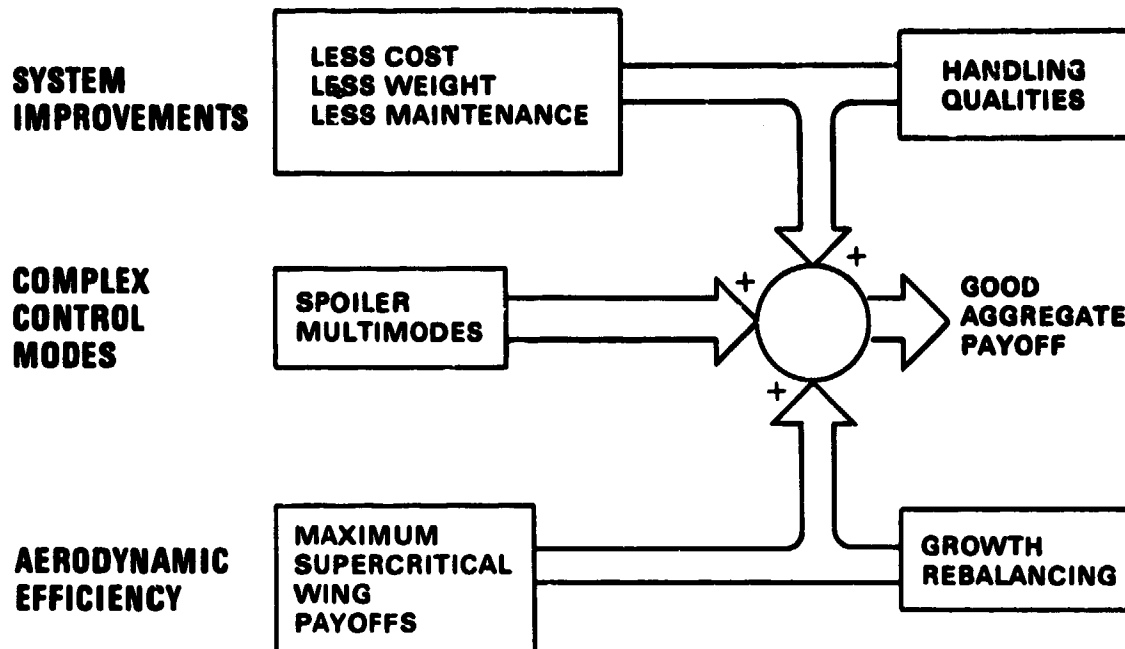 SYSTEM
IMPROVEMENTS
LESS COST
LESS WEIGHT
LESS MAINTENANCE
HANDLING
QUALITIES
COMPLEX
CONTROL
MODES
SPOILER
MULTIMODES
+
+
+
GOOD
AGGREGATE
PAYOFF
AERODYNAMIC
EFFICIENCY
MAXIMUM
SUPERCRITICAL
WING
PAYOFFS
GROWTH
REBALANCING